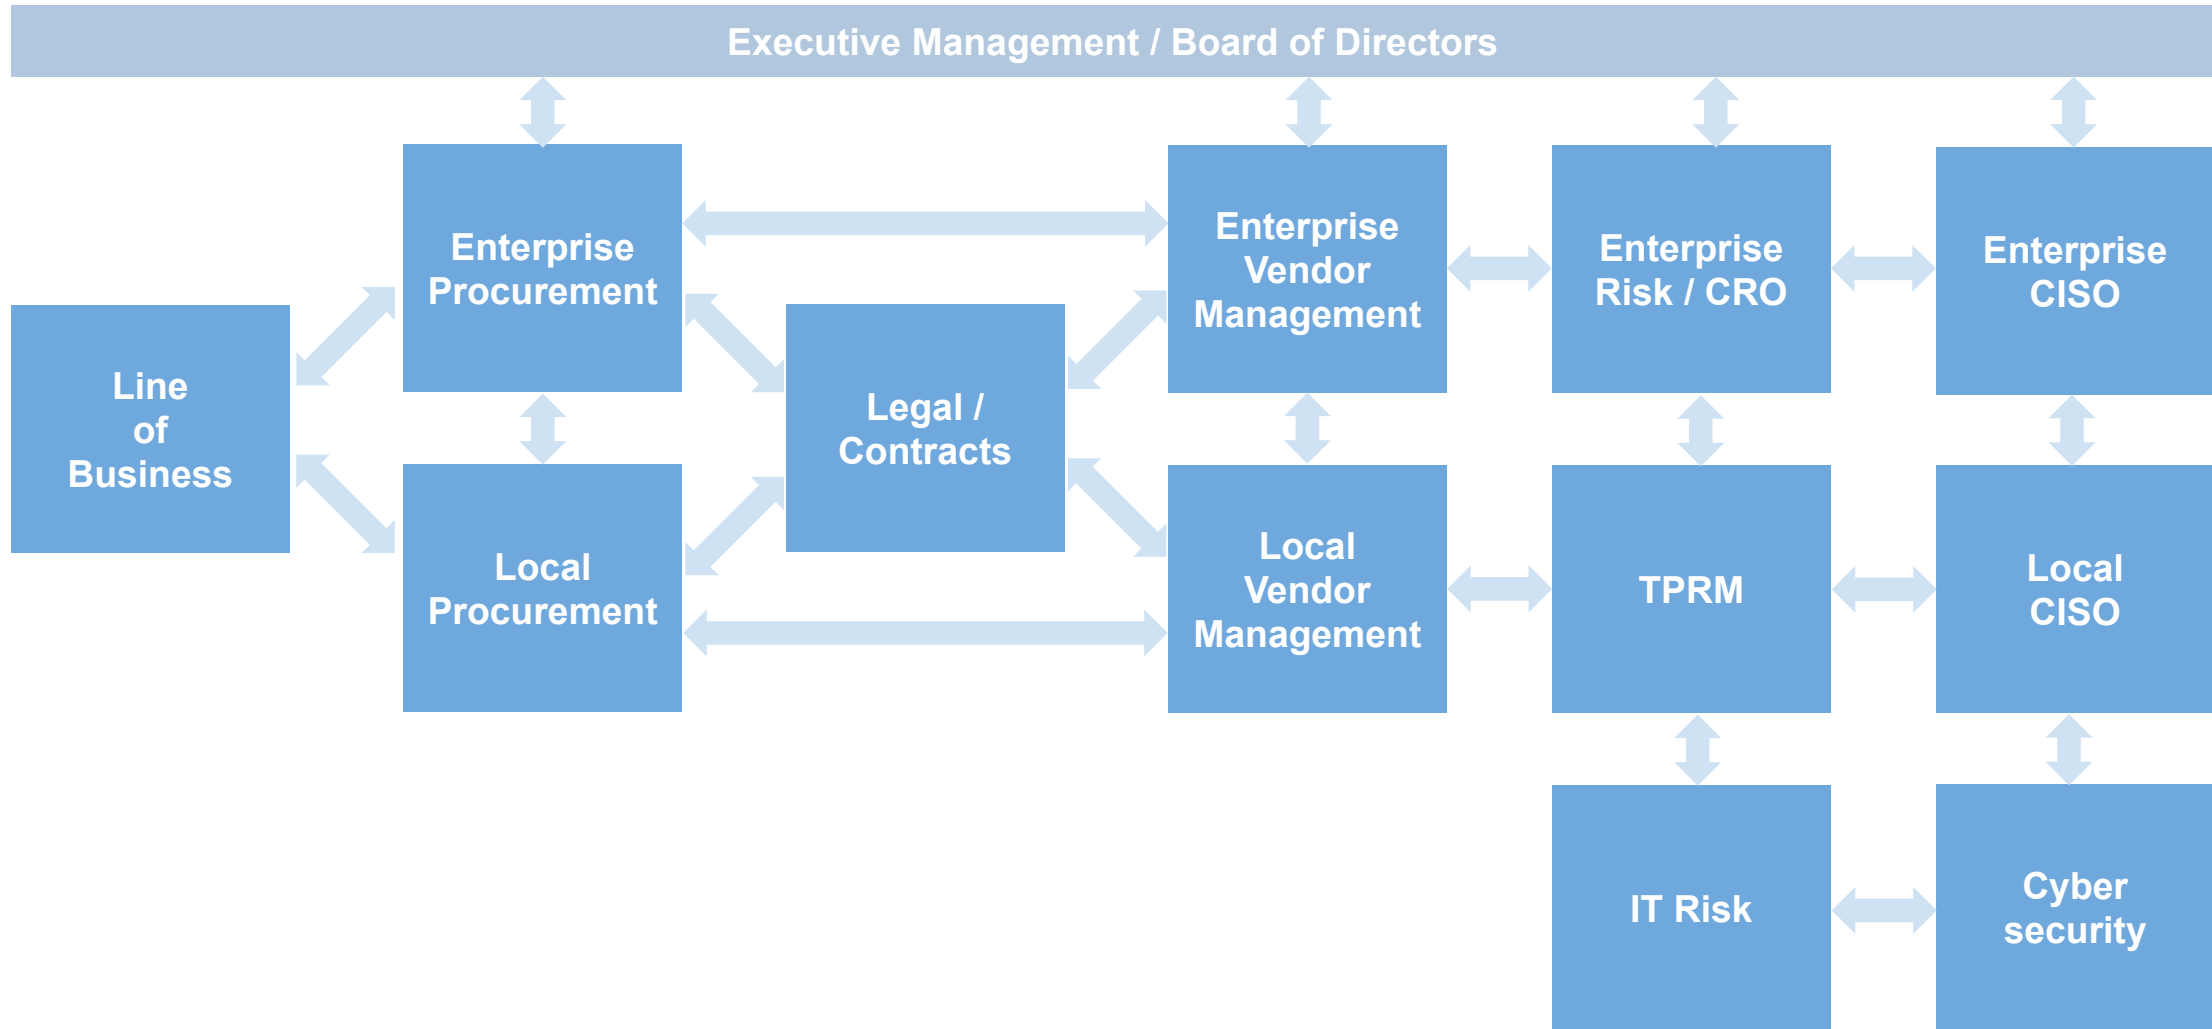 Executive Management / Board of Directors
Enterprise
Procurement
Enterprise
Vendor
Management
Enterprise
Risk / CRO
Enterprise
CISO
Line
of
Business
Legal /
Contracts
Local
Procurement
Local
Vendor
Management
TPRM
Local
CISO
IT Risk
Cyber
security